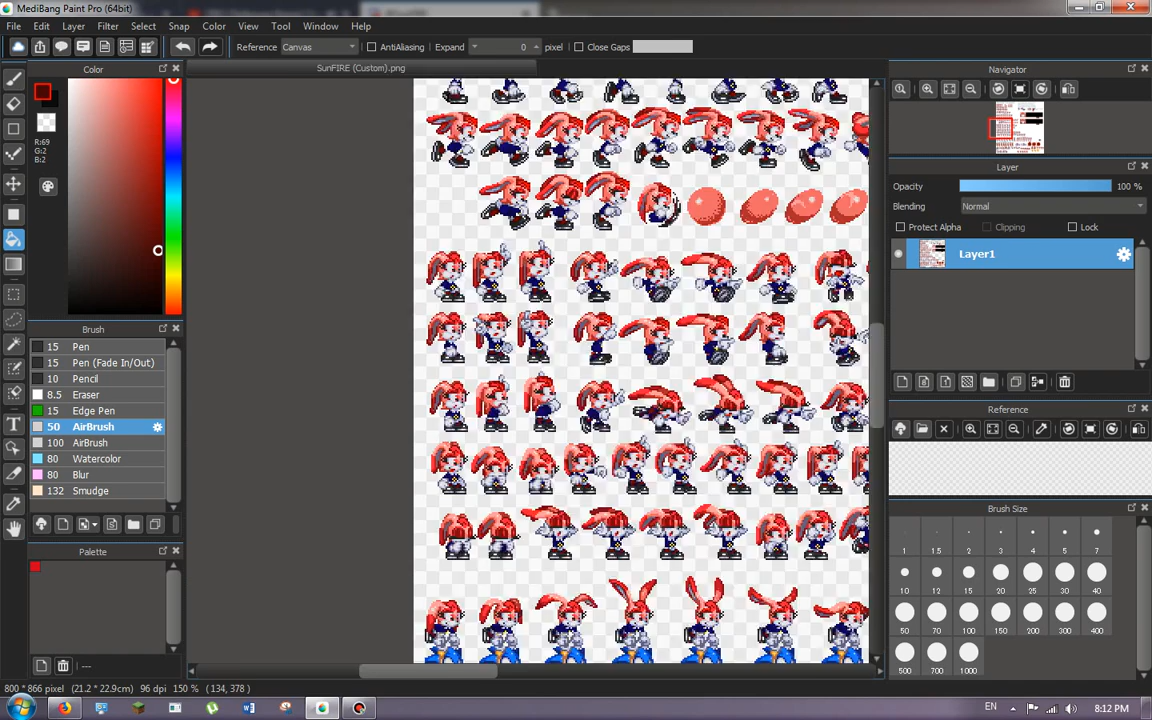 MediBang Paint Pro (64bit)
File Edit Layer Filter Select Snap Color View Tool Window Help
Reference Canvas AntiAliasing Expand 0 pixel Close Gaps
Color
SunFIRE (Custom).png
Navigator
R:69
G:2
B:2
Layer
Opacity 100 %
Blending Normal
Protect Alpha Clipping Lock
Layer1
Brush
15 Pen
15 Pen (Fade In/Out)
10 Pencil
8.5 Eraser
15 Edge Pen
50 AirBrush
100 AirBrush
80 Watercolor
80 Blur
132 Smudge
Reference
Palette
---
Brush Size
1 1.5 2 3 4 5 7
10 12 15 20 25 30 40
50 70 100 150 200 300 400
500 700 1000
800 * 866 pixel (21.2 * 22.9cm) 96 dpi 150 % (134, 378)
EN 8:12 PM